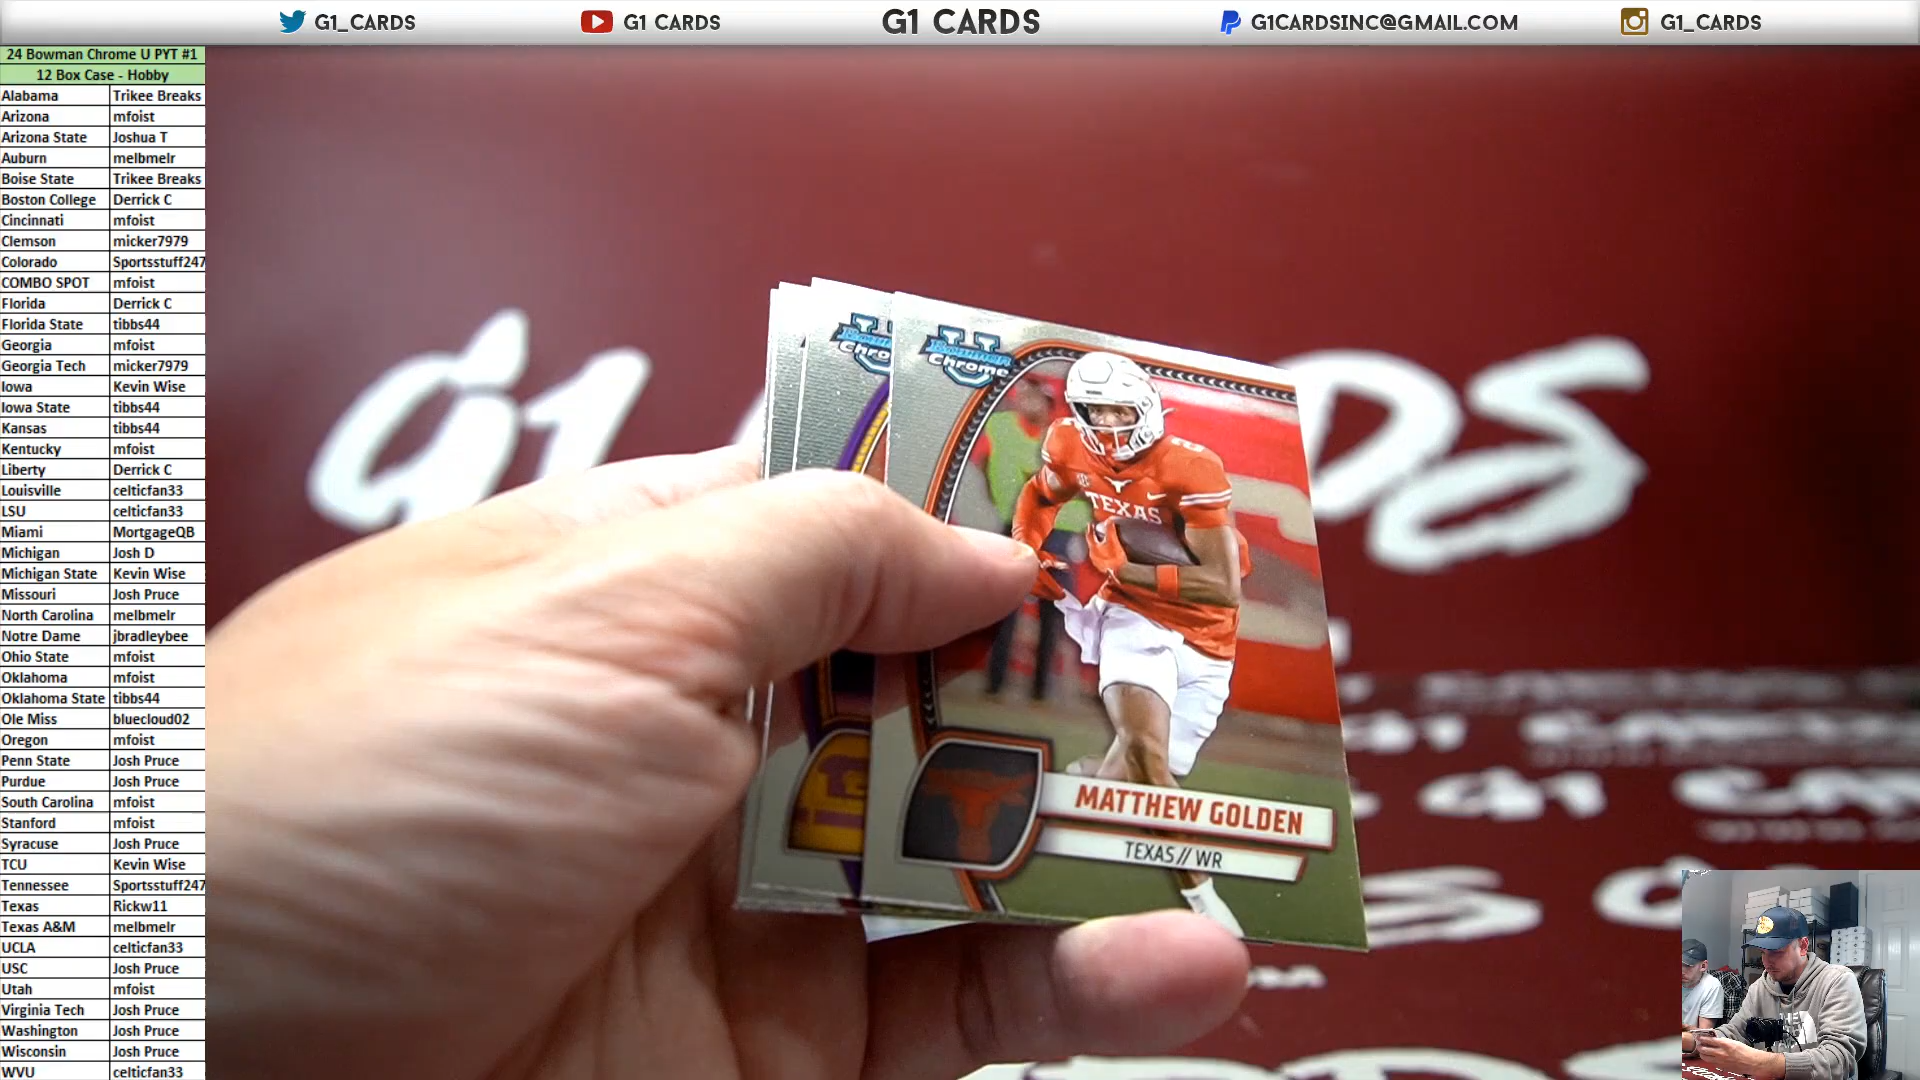 G1_CARDS
G1 CARDS
G1 CARDS
G1CARDSINC@GMAIL.COM
G1_CARDS
24 Bowman Chrome U PYT #1
12 Box Case - Hobby
Alabama Trikee Breaks
Arizona mfoist
Arizona State Joshua T
Auburn melbmelr
Boise State Trikee Breaks
Boston College Derrick C
Cincinnati mfoist
Clemson micker7979
Colorado Sportsstuff247
COMBO SPOT mfoist
Florida Derrick C
Florida State tibbs44
Georgia mfoist
Georgia Tech micker7979
Iowa Kevin Wise
Iowa State tibbs44
Kansas tibbs44
Kentucky mfoist
Liberty Derrick C
Louisville celticfan33
LSU celticfan33
Miami MortgageQB
Michigan Josh D
Michigan State Kevin Wise
Missouri Josh Pruce
North Carolina melbmelr
Notre Dame jbradleybee
Ohio State mfoist
Oklahoma mfoist
Oklahoma State tibbs44
Ole Miss bluecloud02
Oregon mfoist
Penn State Josh Pruce
Purdue Josh Pruce
South Carolina mfoist
Stanford mfoist
Syracuse Josh Pruce
TCU Kevin Wise
Tennessee Sportsstuff247
Texas Rickw11
Texas A&M melbmelr
UCLA celticfan33
USC Josh Pruce
Utah mfoist
Virginia Tech Josh Pruce
Washington Josh Pruce
Wisconsin Josh Pruce
WVU celticfan33
Bowman
Chrome
U
TEXAS
MATTHEW GOLDEN
TEXAS // WR